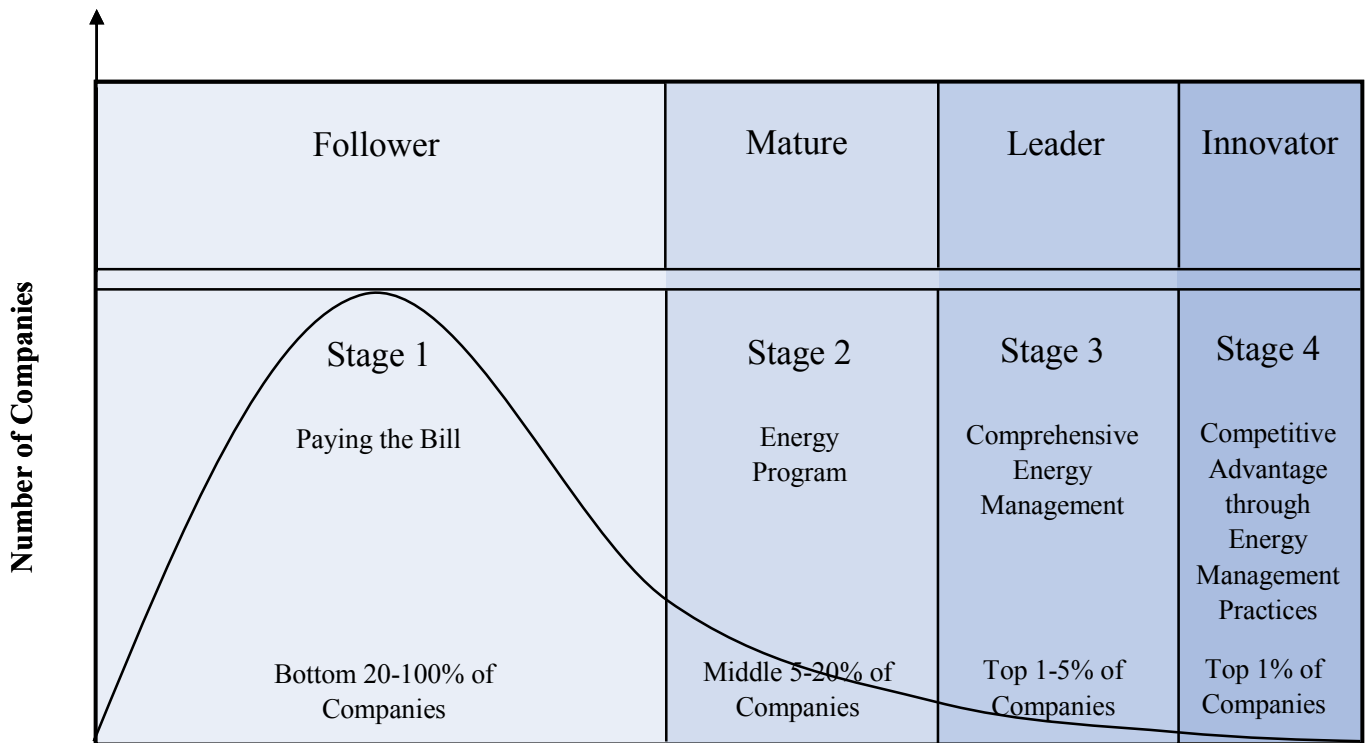 Number of Companies
Follower
Mature
Leader
Innovator
Stage 1
Paying the Bill
Bottom 20-100% of
Companies
Stage 2
Energy
Program
Middle 5-20% of
Companies
Stage 3
Comprehensive
Energy
Management
Top 1-5% of
Companies
Stage 4
Competitive
Advantage
through
Energy
Management
Practices
Top 1% of
Companies